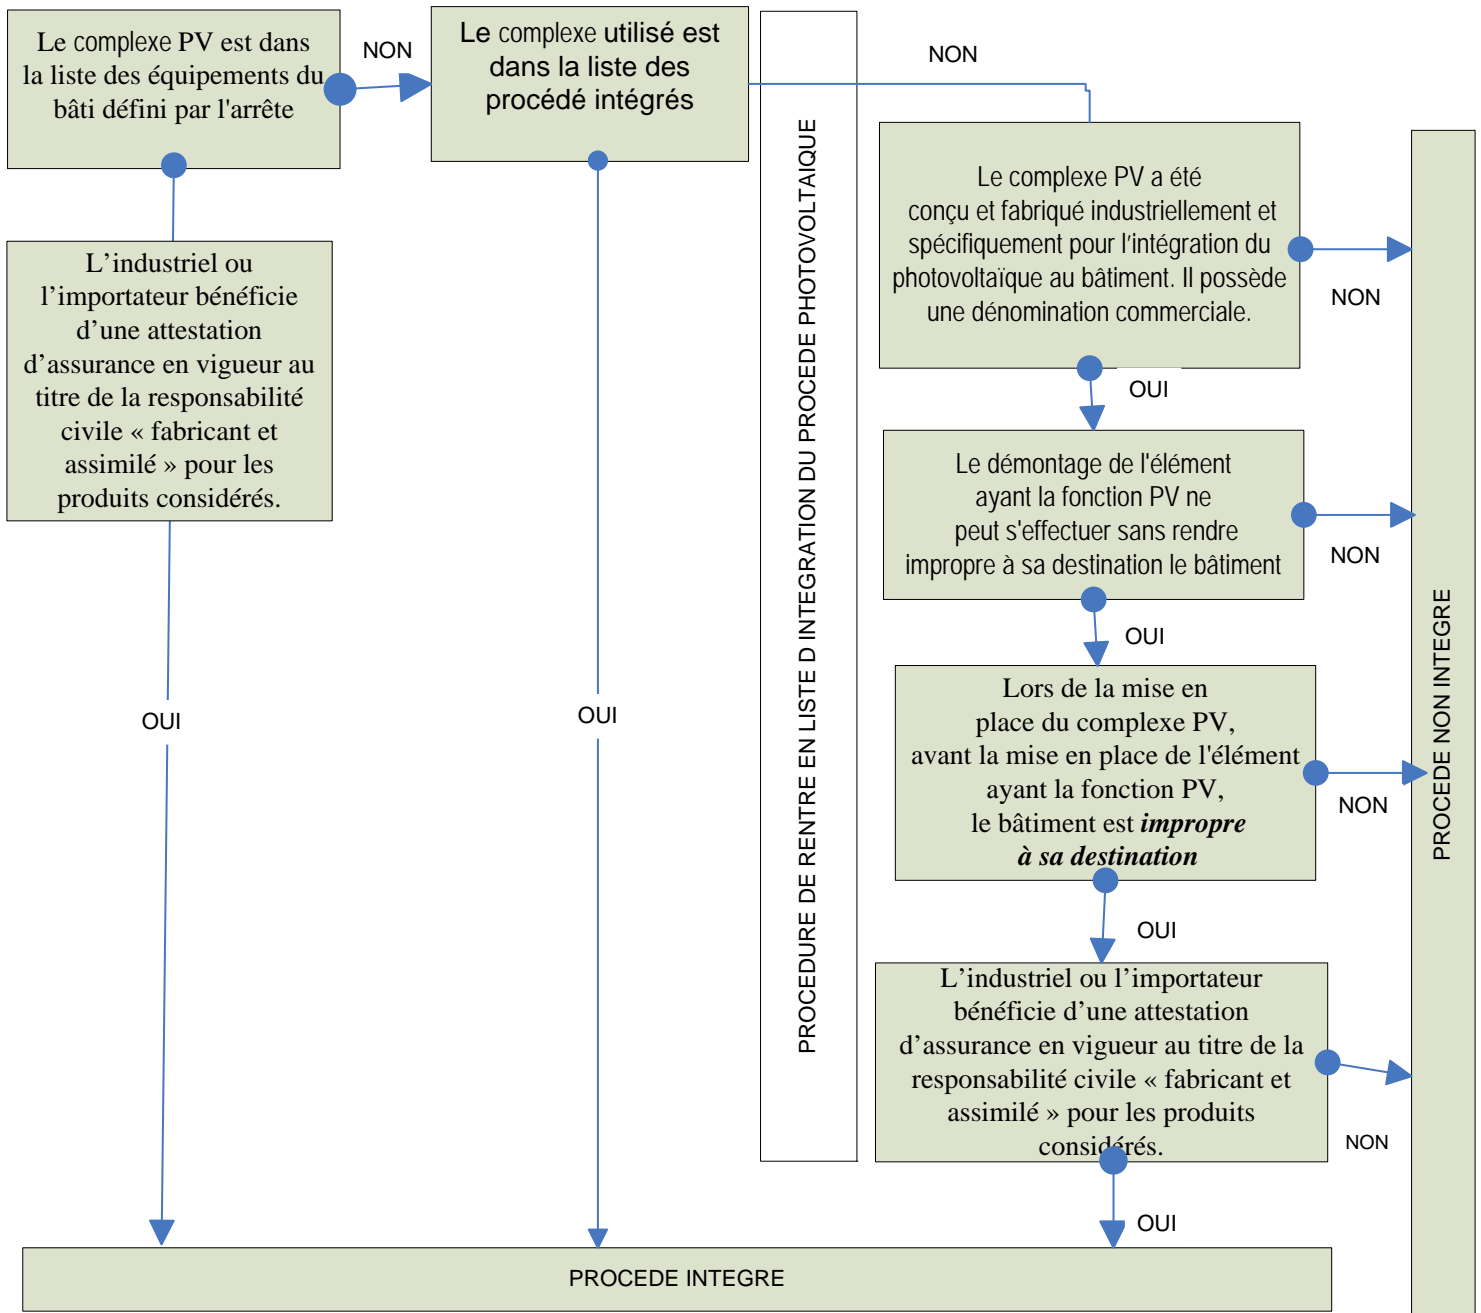 Le complexe PV est dans
la liste des équipements du
bâti défini par l'arrête
NON
Le complexe utilisé est
dans la liste des
procédé intégrés
NON
L'industriel ou
l'importateur bénéficie
d'une attestation
d'assurance en vigueur au
titre de la responsabilité
civile « fabricant et
assimilé » pour les
produits considérés.
OUI
OUI
PROCEDURE DE RENTRE EN LISTE D INTEGRATION DU PROCEDE PHOTOVOLTAIQUE
Le complexe PV a été
conçu et fabriqué industriellement et
spécifiquement pour l'intégration du
photovoltaïque au bâtiment. Il possède
une dénomination commerciale.
NON
OUI
Le démontage de l'élément
ayant la fonction PV ne
peut s'effectuer sans rendre
impropre à sa destination le bâtiment
NON
OUI
Lors de la mise en
place du complexe PV,
avant la mise en place de l'élément
ayant la fonction PV,
le bâtiment est impropre
à sa destination
NON
OUI
L'industriel ou l'importateur
bénéficie d'une attestation
d'assurance en vigueur au titre de la
responsabilité civile « fabricant et
assimilé » pour les produits
considérés.
NON
OUI
PROCEDE NON INTEGRE
PROCEDE INTEGRE